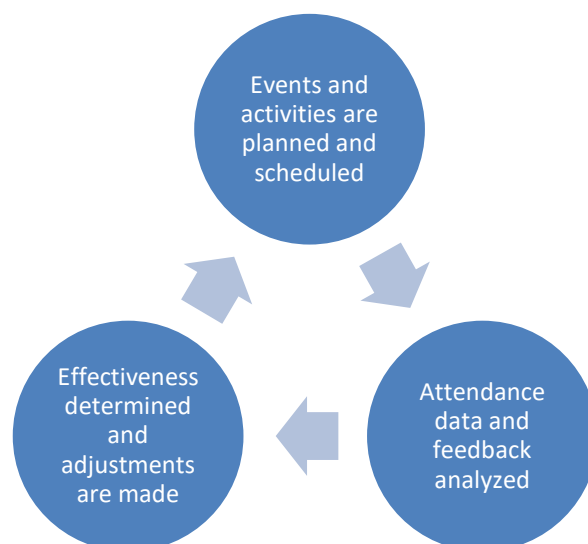 Events and
activities are
planned and
scheduled
Attendance
data and
feedback
analyzed
Effectiveness
determined
and
adjustments
are made